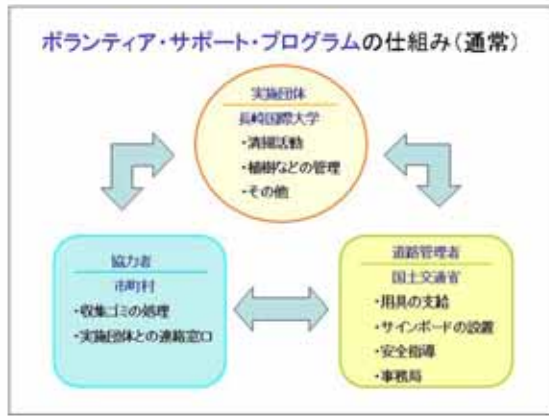 ボランティア・サポート・プログラムの仕組み(通常)
実施団体
長崎国際大学
・清掃活動
・植樹などの管理
・その他
協力者
市町村
・収集ゴミの処理
・実施団体との連絡窓口
道路管理者
国土交通省
・用具の支給
・サインボードの設置
・安全指導
・事務局